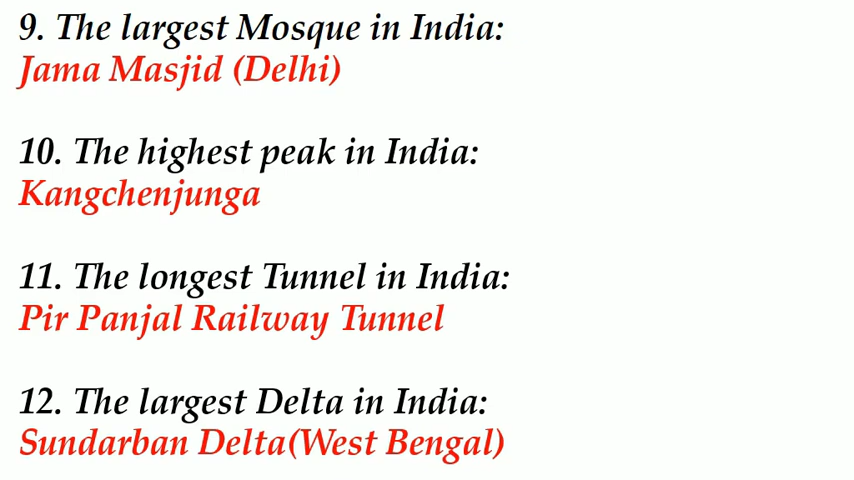 9. The largest Mosque in India:
Jama Masjid (Delhi)
10. The highest peak in India:
Kangchenjunga
11. The longest Tunnel in India:
Pir Panjal Railway Tunnel
12. The largest Delta in India:
Sundarban Delta(West Bengal)